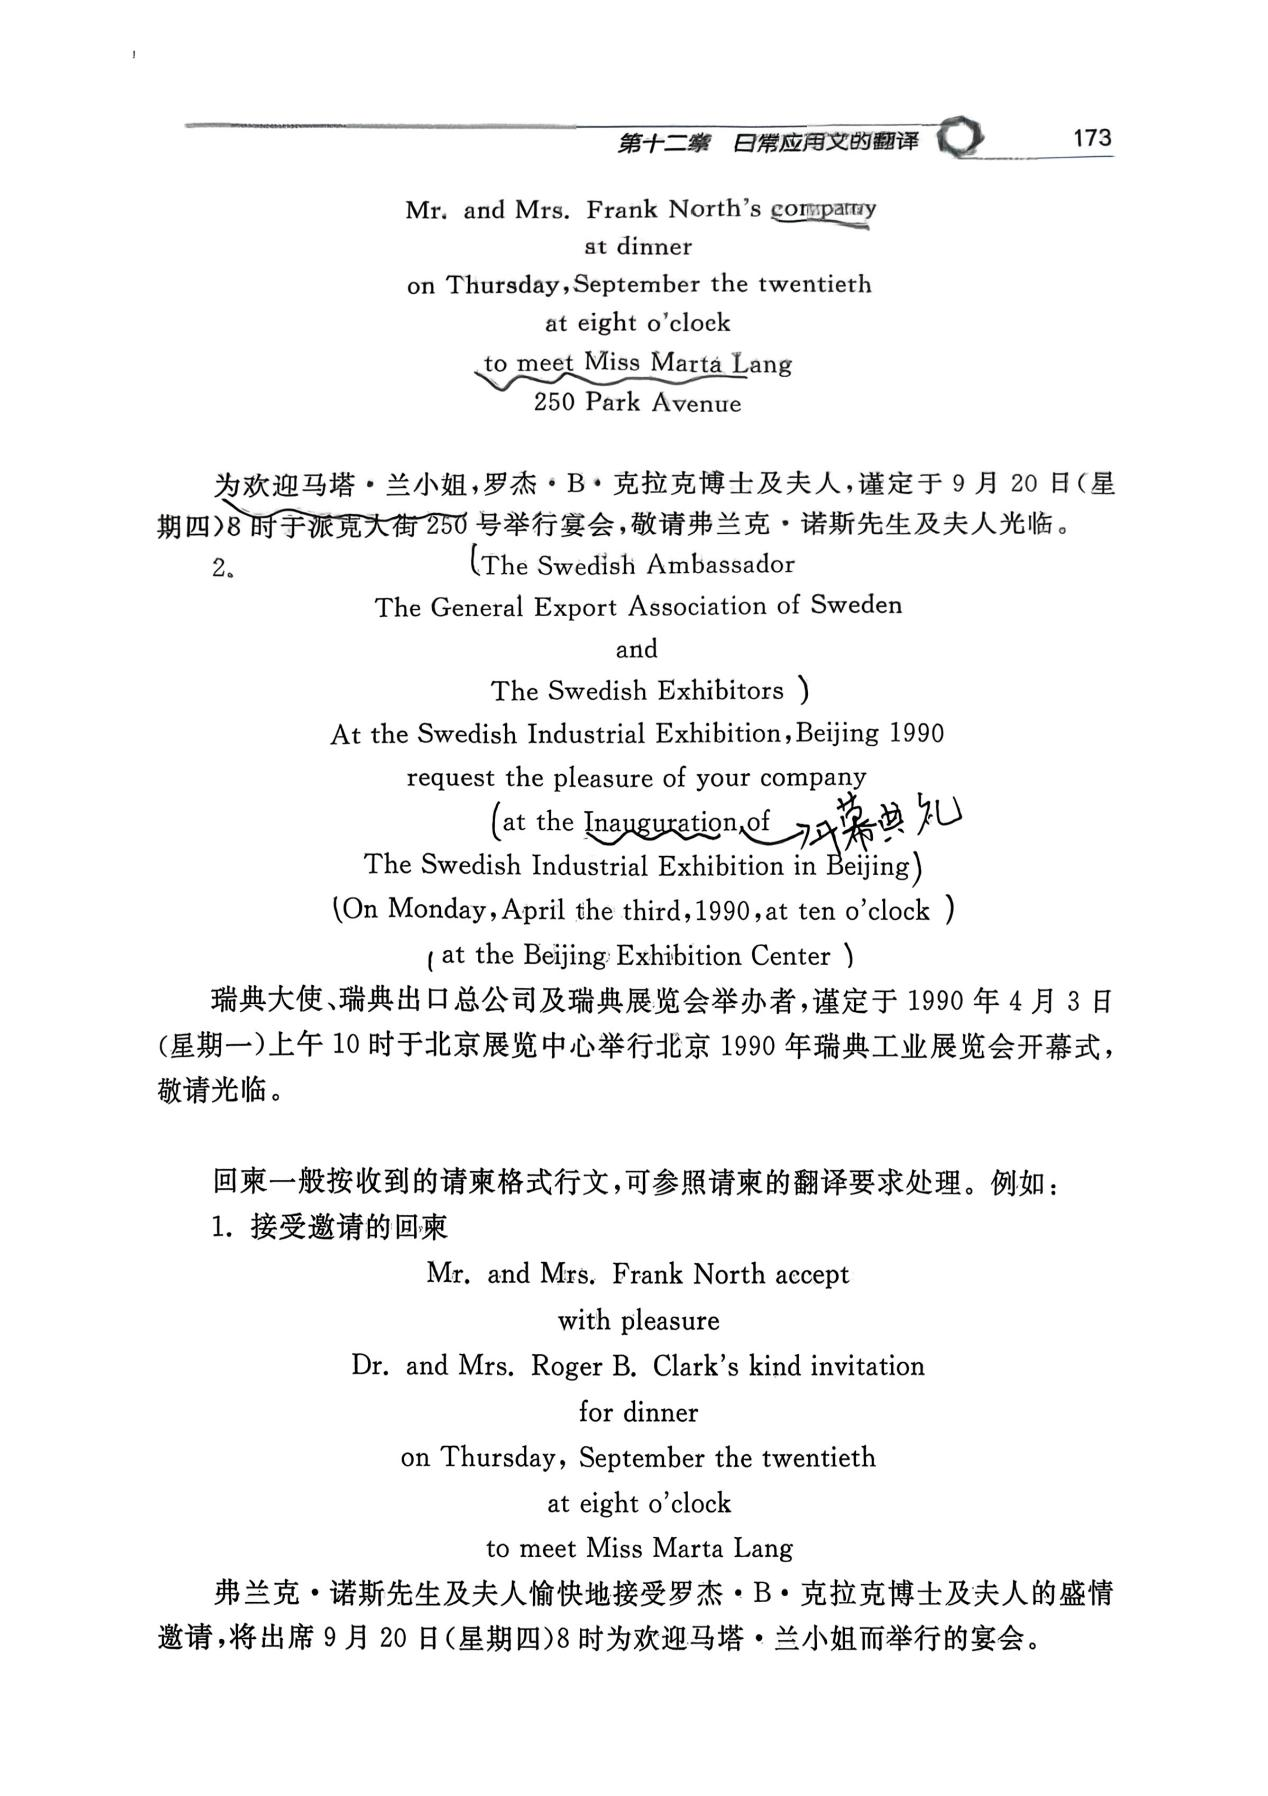 第十二章 日常应用文的翻译 173
Mr. and Mrs. Frank North's company
at dinner
on Thursday,September the twentieth
at eight o'clock
to meet Miss Marta Lang
250 Park Avenue
为欢迎马塔·兰小姐,罗杰·B·克拉克博士及夫人,谨定于 9 月 20 日(星
期四)8 时于派克大街 250 号举行宴会,敬请弗兰克·诺斯先生及夫人光临。
2. (The Swedish Ambassador
The General Export Association of Sweden
and
The Swedish Exhibitors )
At the Swedish Industrial Exhibition,Beijing 1990
request the pleasure of your company
(at the Inauguration of 开幕典礼
The Swedish Industrial Exhibition in Beijing)
(On Monday,April the third,1990,at ten o'clock )
( at the Beijing Exhibition Center )
瑞典大使、瑞典出口总公司及瑞典展览会举办者,谨定于 1990 年 4 月 3 日
(星期一)上午 10 时于北京展览中心举行北京 1990 年瑞典工业展览会开幕式,
敬请光临。
回柬一般按收到的请柬格式行文,可参照请柬的翻译要求处理。例如:
1. 接受邀请的回柬
Mr. and Mrs. Frank North accept
with pleasure
Dr. and Mrs. Roger B. Clark's kind invitation
for dinner
on Thursday, September the twentieth
at eight o'clock
to meet Miss Marta Lang
弗兰克·诺斯先生及夫人愉快地接受罗杰·B·克拉克博士及夫人的盛情
邀请,将出席 9 月 20 日(星期四)8 时为欢迎马塔·兰小姐而举行的宴会。